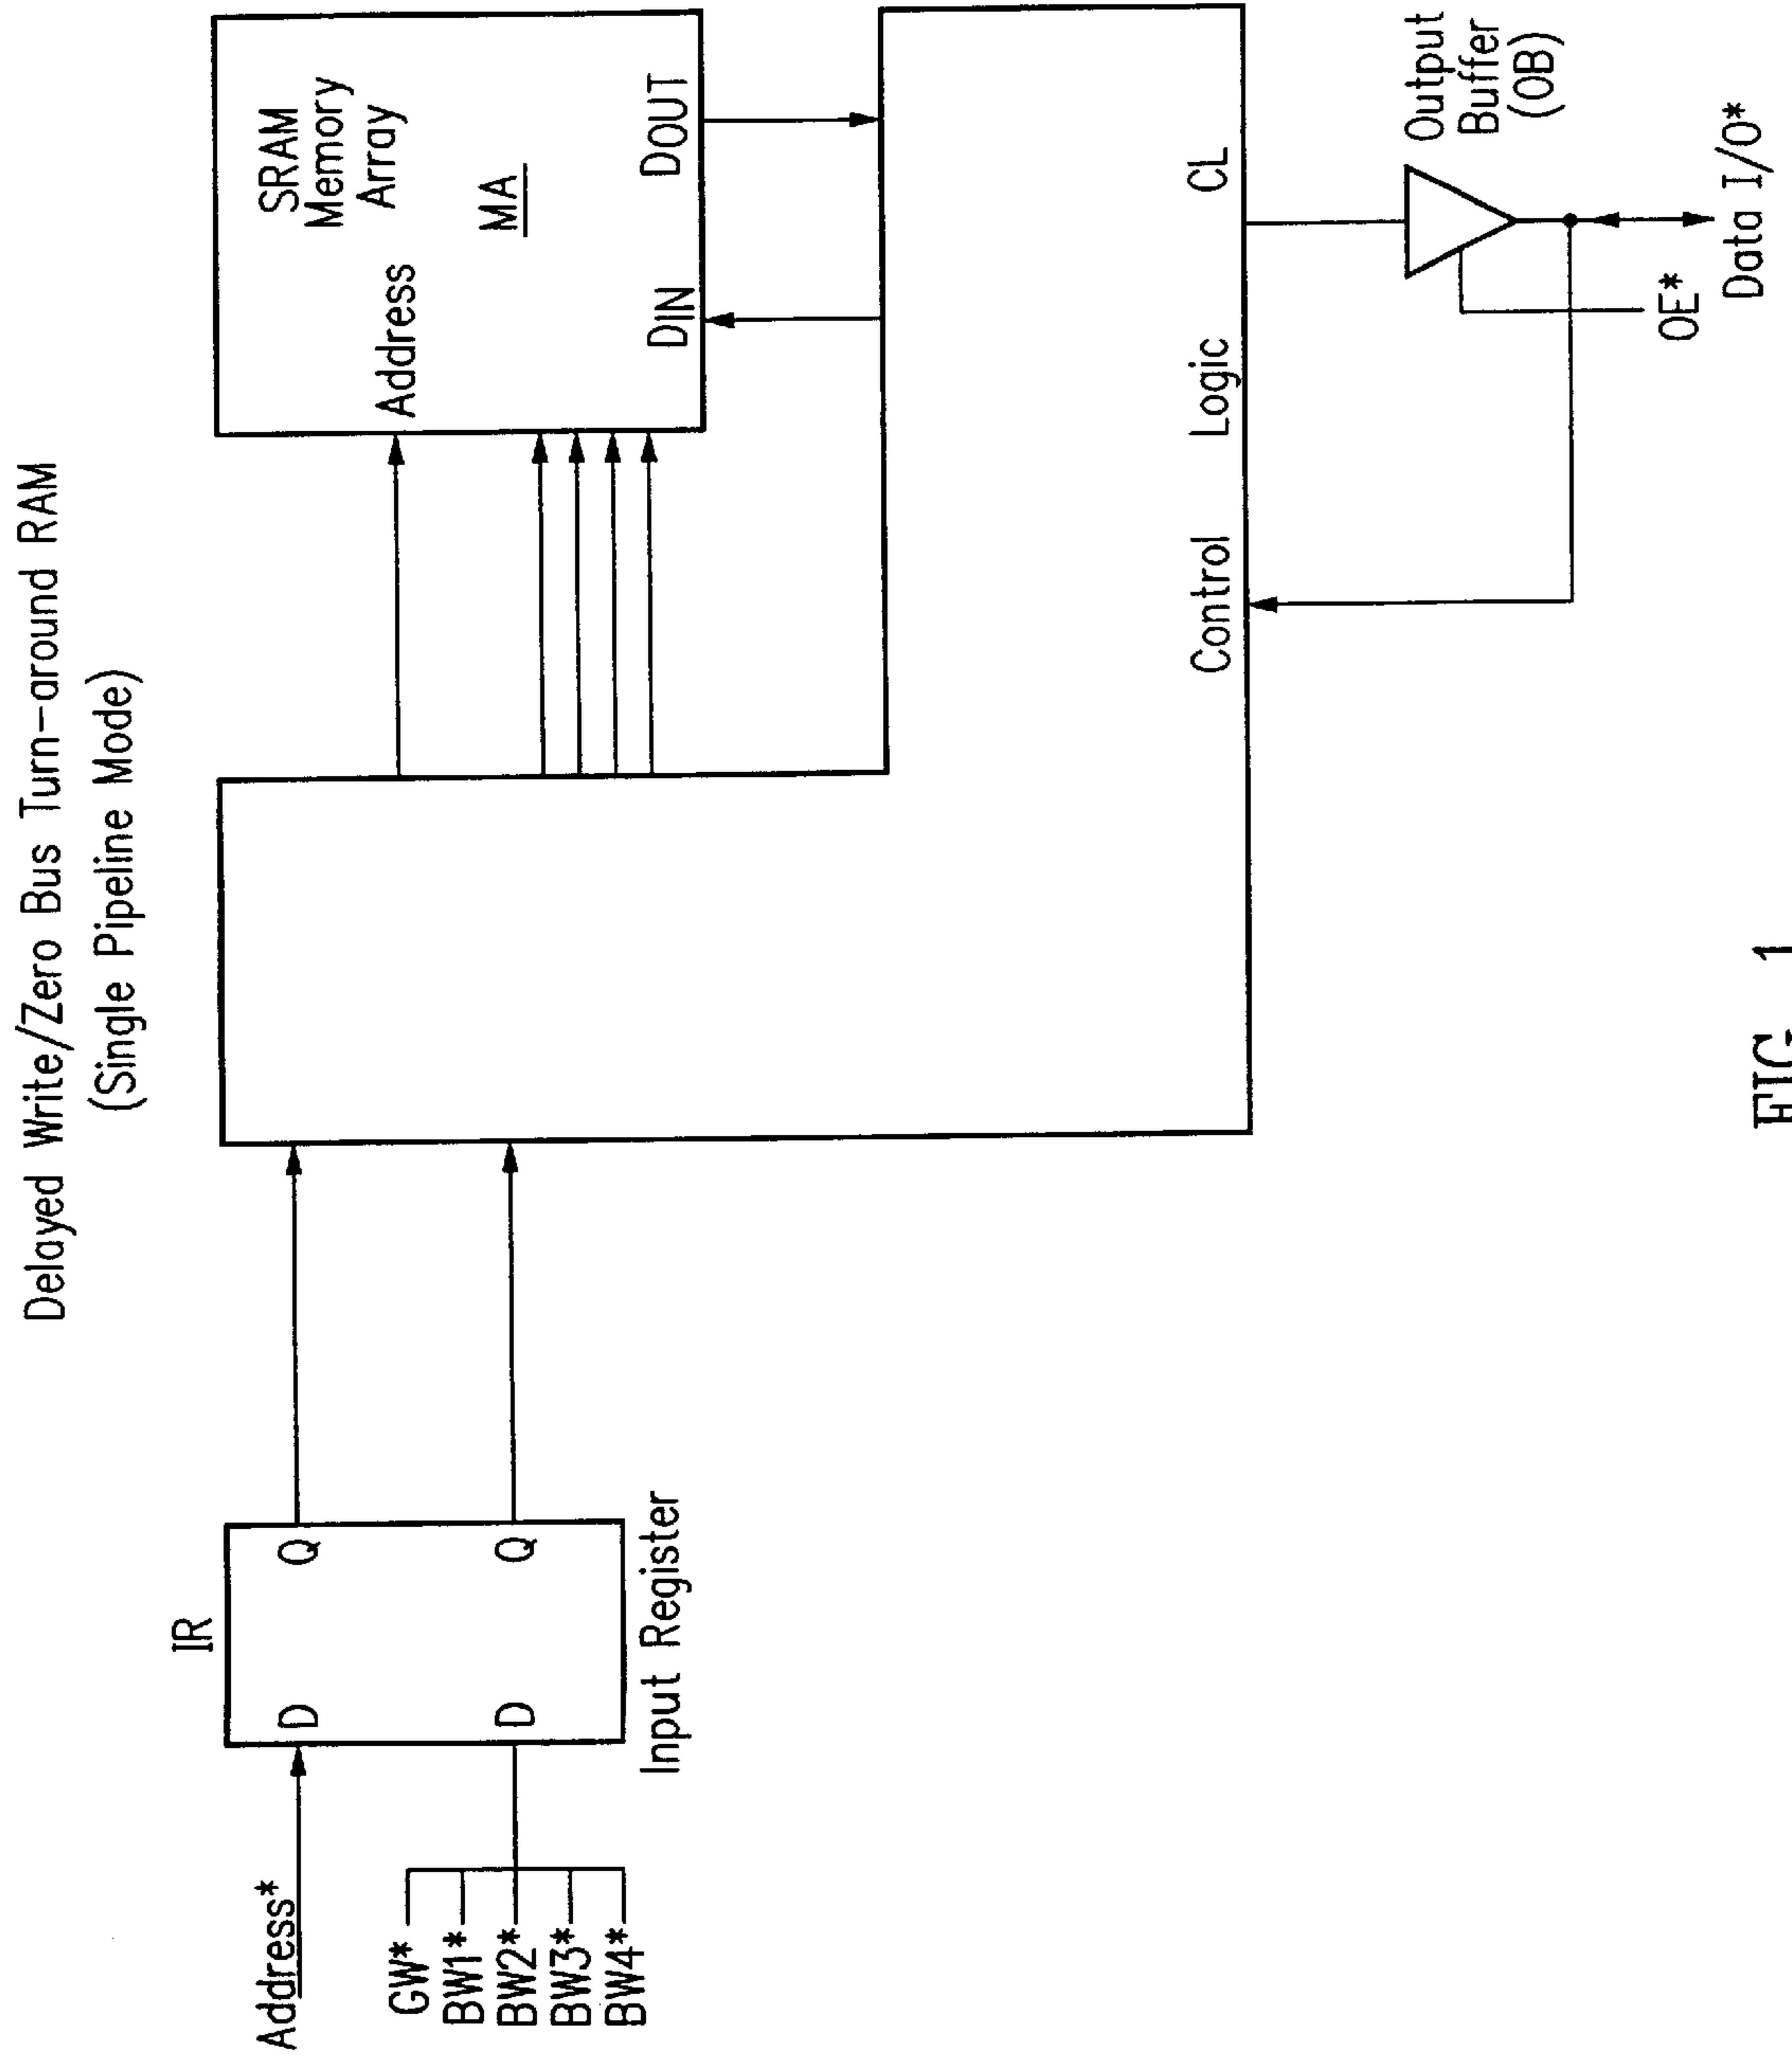 Delayed Write/Zero Bus Turn-around RAM
(Single Pipeline Mode)
IR
Address*
D
Q
GW*
BW1*
BW2*
BW3*
BW4*
D
Q
Input Register
SRAM
Memory
Array
Address
MA
DIN
DOUT
Control
Logic
CL
Output
Buffer
(OB)
OE*
Data I/O*
FIG. 1